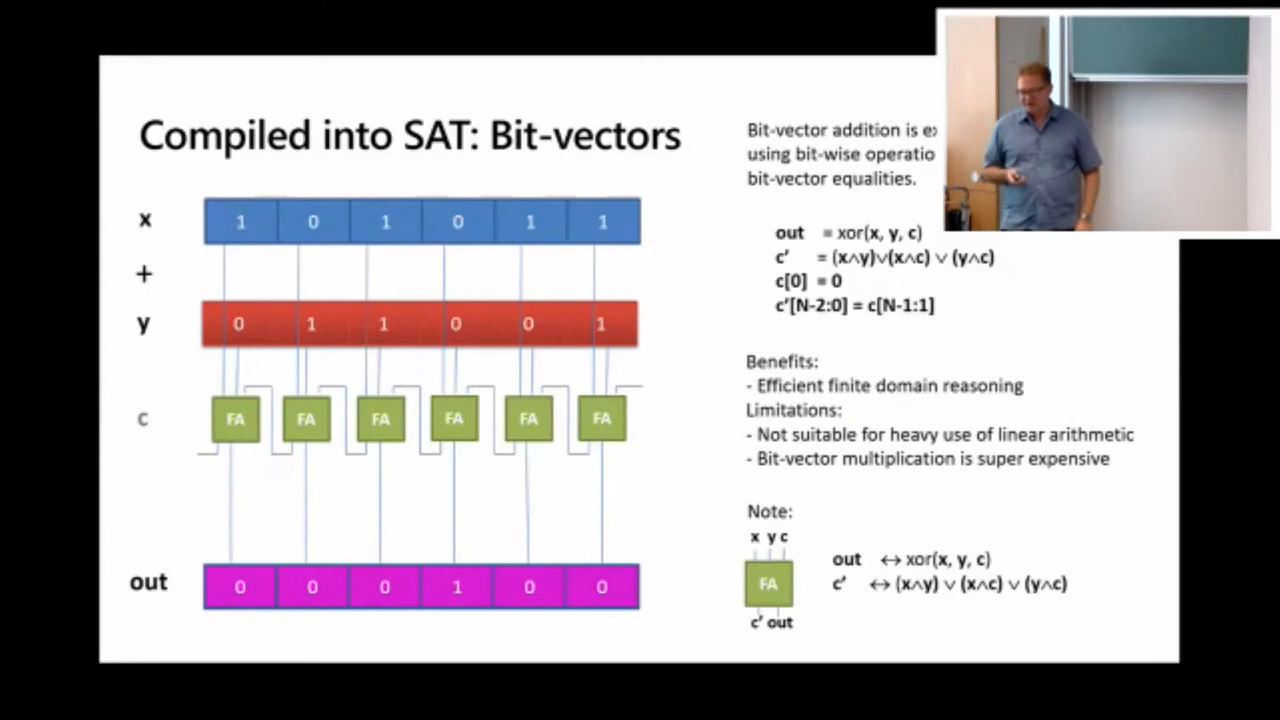 Compiled into SAT: Bit-vectors
x 1 0 1 0 1 1
+
y 0 1 1 0 0 1
c FA FA FA FA FA FA
out 0 0 0 1 0 0
Bit-vector addition is
using bit-wise
bit-vector equalities.
out = xor(x, y, c)
c' = (x∧y)∨(x∧c) ∨ (y∧c)
c[0] = 0
c'[N-2:0] = c[N-1:1]
Benefits:
- Efficient finite domain reasoning
Limitations:
- Not suitable for heavy use of linear arithmetic
- Bit-vector multiplication is super expensive
Note:
x y c
FA
c' out
out ↔ xor(x, y, c)
c' ↔ (x∧y) ∨ (x∧c) ∨ (y∧c)